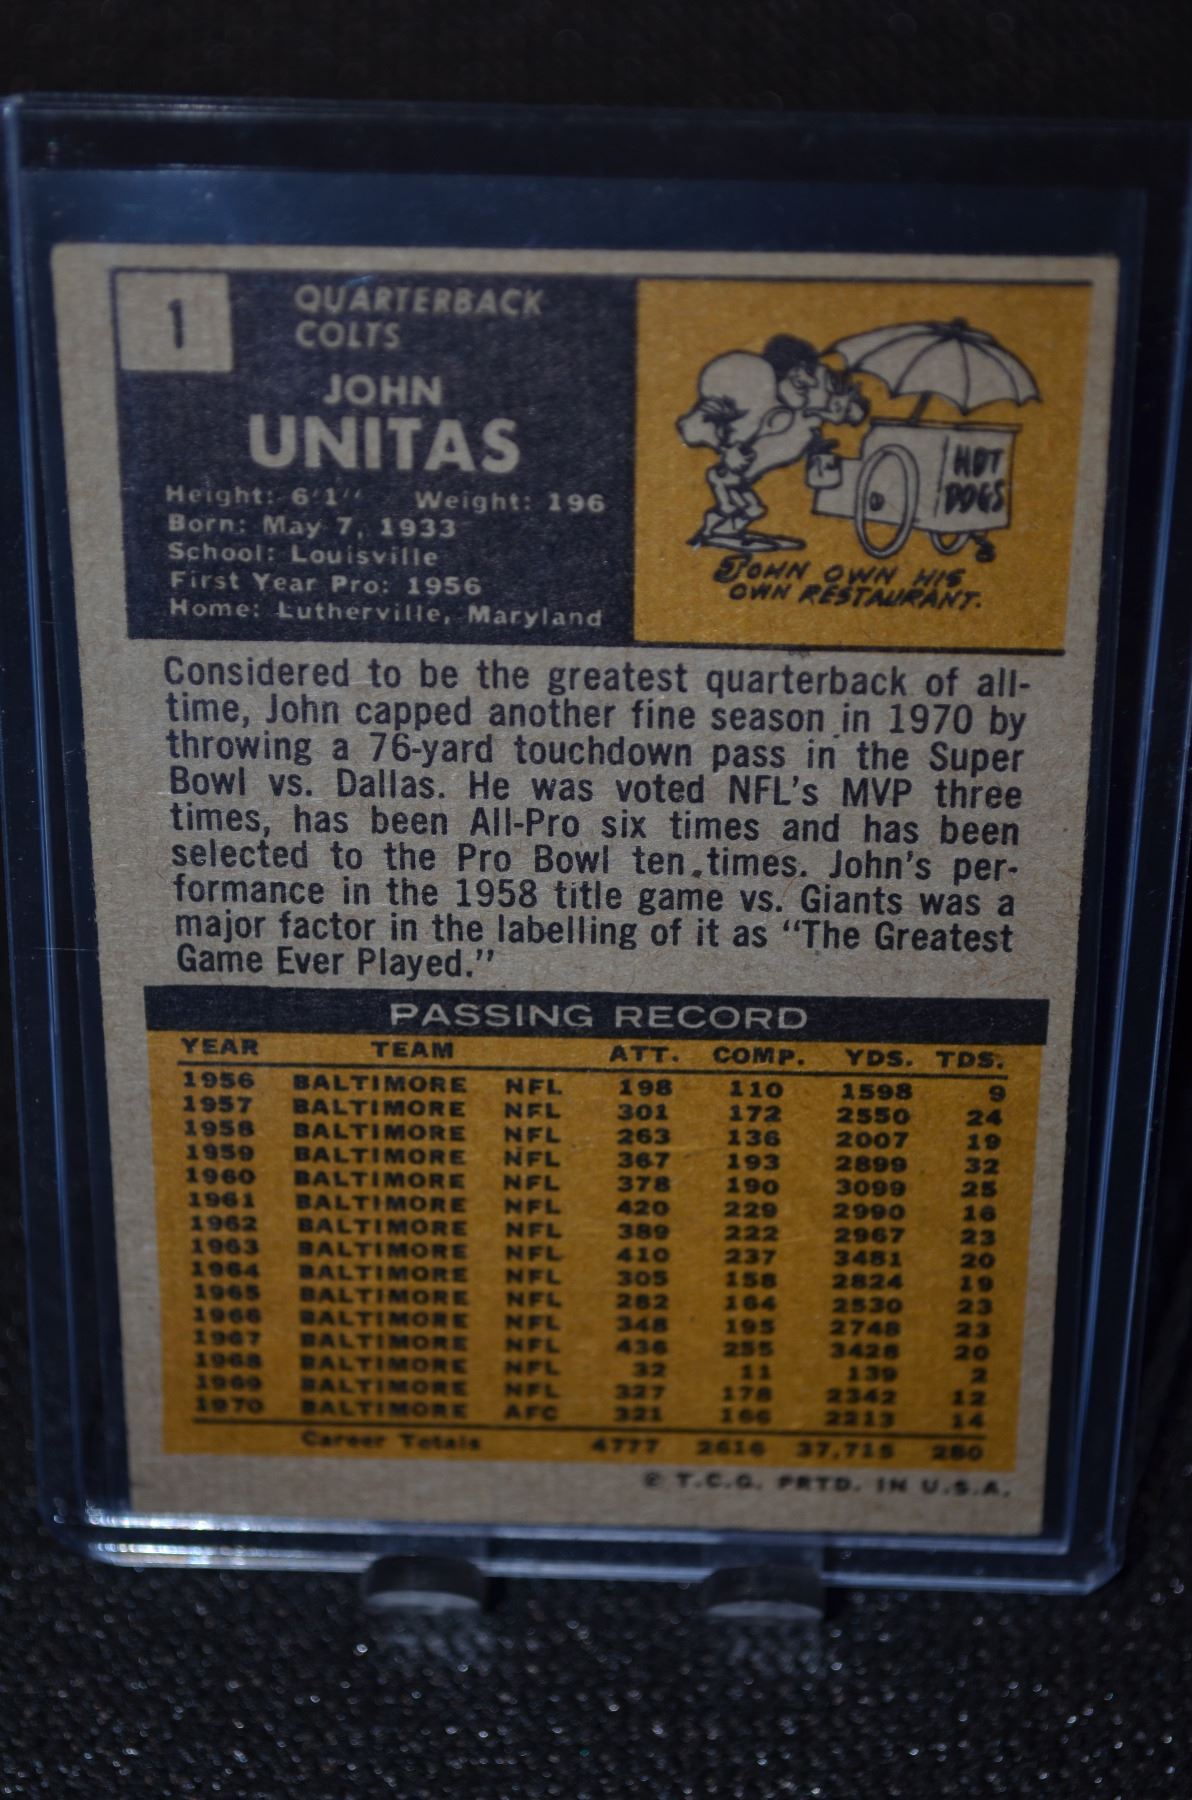 1
QUARTERBACK
COLTS
JOHN
UNITAS
Height: 6'1'' Weight: 196
Born: May 7, 1933
School: Louisville
First Year Pro: 1956
Home: Lutherville, Maryland
HOT
DOGS
JOHN OWN HIS
OWN RESTAURANT.
Considered to be the greatest quarterback of all-
time, John capped another fine season in 1970 by
throwing a 76-yard touchdown pass in the Super
Bowl vs. Dallas. He was voted NFL's MVP three
times, has been All-Pro six times and has been
selected to the Pro Bowl ten times. John's per-
formance in the 1958 title game vs. Giants was a
major factor in the labelling of it as "The Greatest
Game Ever Played."
PASSING RECORD
YEAR TEAM ATT. COMP. YDS. TDS.
1956 BALTIMORE NFL 198 110 1598 9
1957 BALTIMORE NFL 301 172 2550 24
1958 BALTIMORE NFL 263 136 2007 19
1959 BALTIMORE NFL 367 193 2899 32
1960 BALTIMORE NFL 378 190 3099 25
1961 BALTIMORE NFL 420 229 2990 16
1962 BALTIMORE NFL 389 222 2967 23
1963 BALTIMORE NFL 410 237 3481 20
1964 BALTIMORE NFL 305 158 2824 19
1965 BALTIMORE NFL 282 164 2530 23
1966 BALTIMORE NFL 348 195 2748 23
1967 BALTIMORE NFL 436 255 3428 20
1968 BALTIMORE NFL 32 11 139 2
1969 BALTIMORE NFL 327 178 2342 12
1970 BALTIMORE AFC 321 166 2213 14
Career Totals 4777 2616 37,715 280
© T.C.G. PRTD. IN U.S.A.